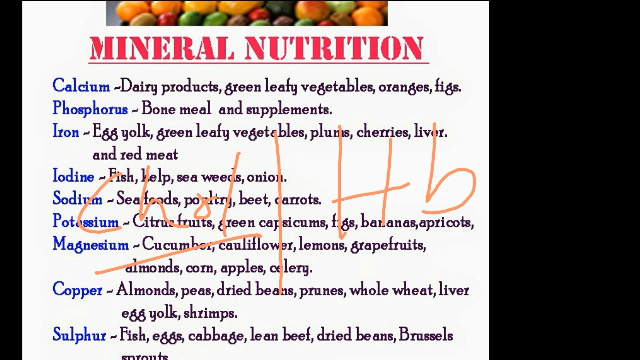 MINERAL NUTRITION
Calcium ~Dairy products, green leafy vegetables, oranges, figs.
Phosphorus ~ Bone meal and supplements.
Iron ~ Egg yolk, green leafy vegetables, plums, cherries, liver.
and red meat
Iodine ~ Fish, kelp, sea weeds, onion.
Sodium ~ Sea foods, poultry, beet, carrots.
Potassium ~ Citrus fruits, green capsicums, figs, bananas,apricots,
Magnesium ~ Cucumber, cauliflower, lemons, grapefruits,
almonds, corn, apples, celery.
Copper ~ Almonds, peas, dried beans, prunes, whole wheat, liver
egg yolk, shrimps.
Sulphur ~ Fish, eggs, cabbage, lean beef, dried beans, Brussels
sprouts
Chol | Hb